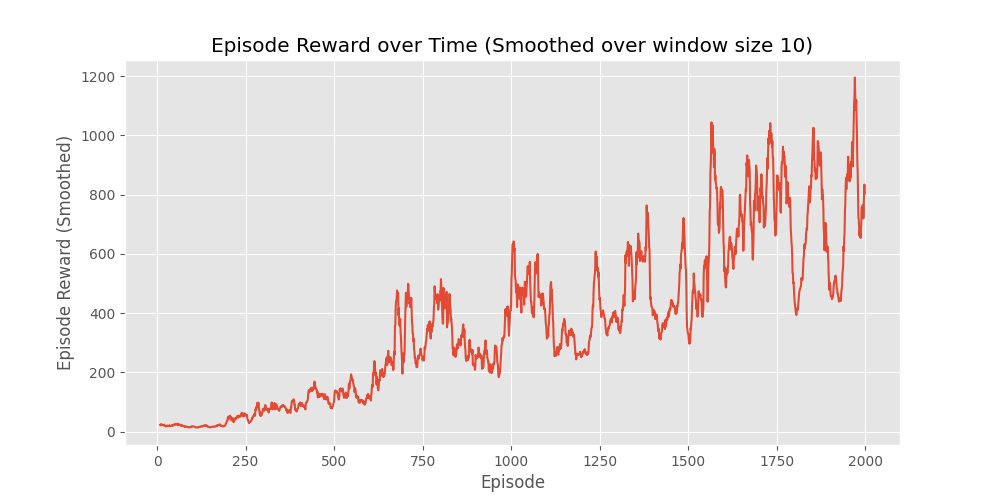 Episode Reward over Time (Smoothed over window size 10)
1200
1000
800
600
400
200
0
Episode Reward (Smoothed)
0 250 500 750 1000 1250 1500 1750 2000
Episode